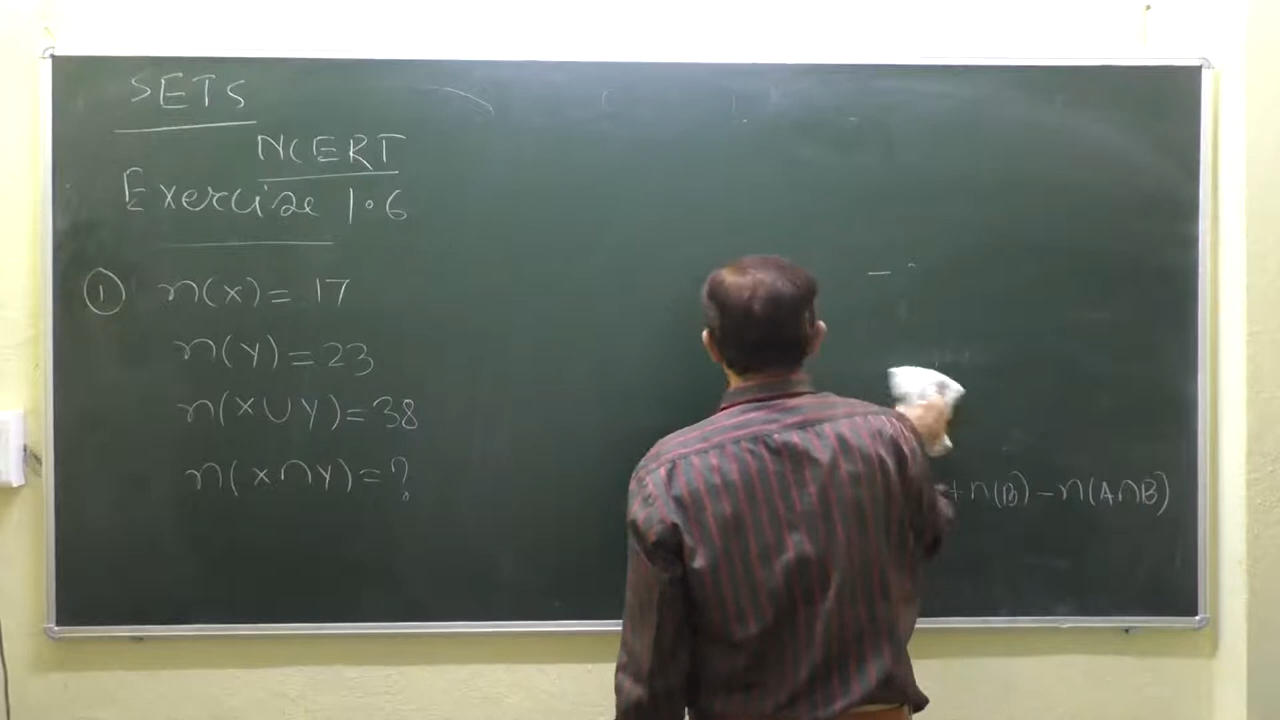 SETS
NCERT
Exercise 1.6
① n(X) = 17
n(Y) = 23
n(X∪Y) = 38
n(X∩Y) = ?
+ n(B) – n(A∩B)